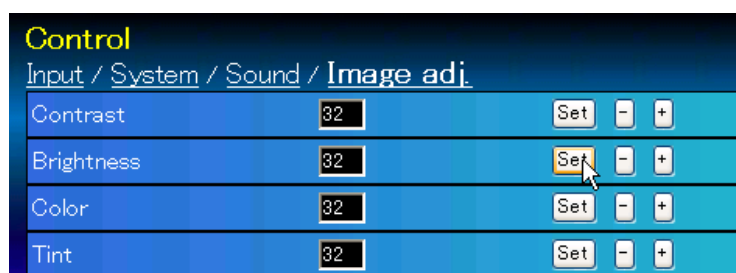 Control
Input / System / Sound / Image adj.
Contrast 32 Set - +
Brightness 32 Set - +
Color 32 Set - +
Tint 32 Set - +